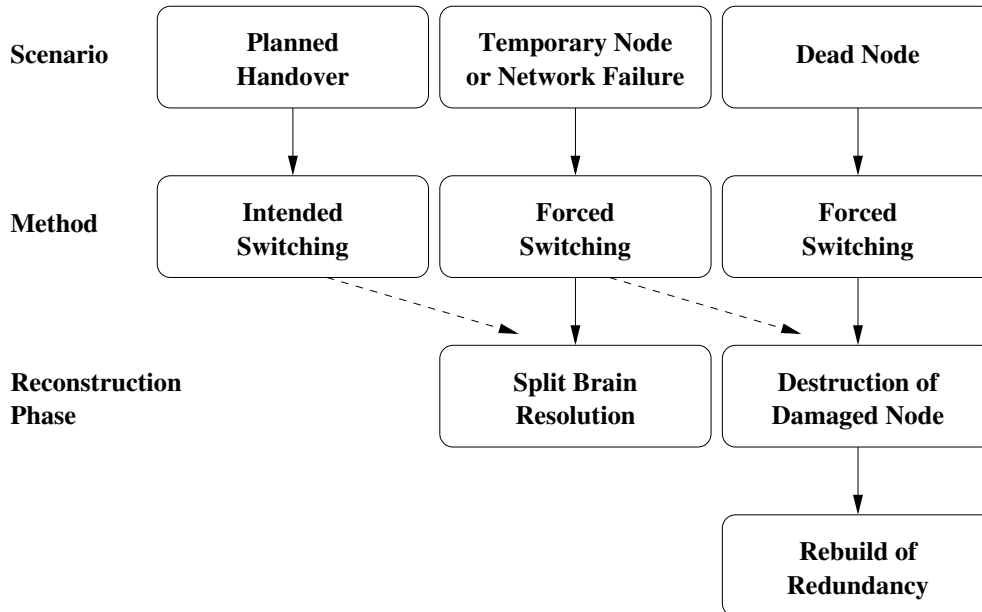 Scenario
Planned
Handover
Temporary Node
or Network Failure
Dead Node
Method
Intended
Switching
Forced
Switching
Forced
Switching
Reconstruction
Phase
Split Brain
Resolution
Destruction of
Damaged Node
Rebuild of
Redundancy